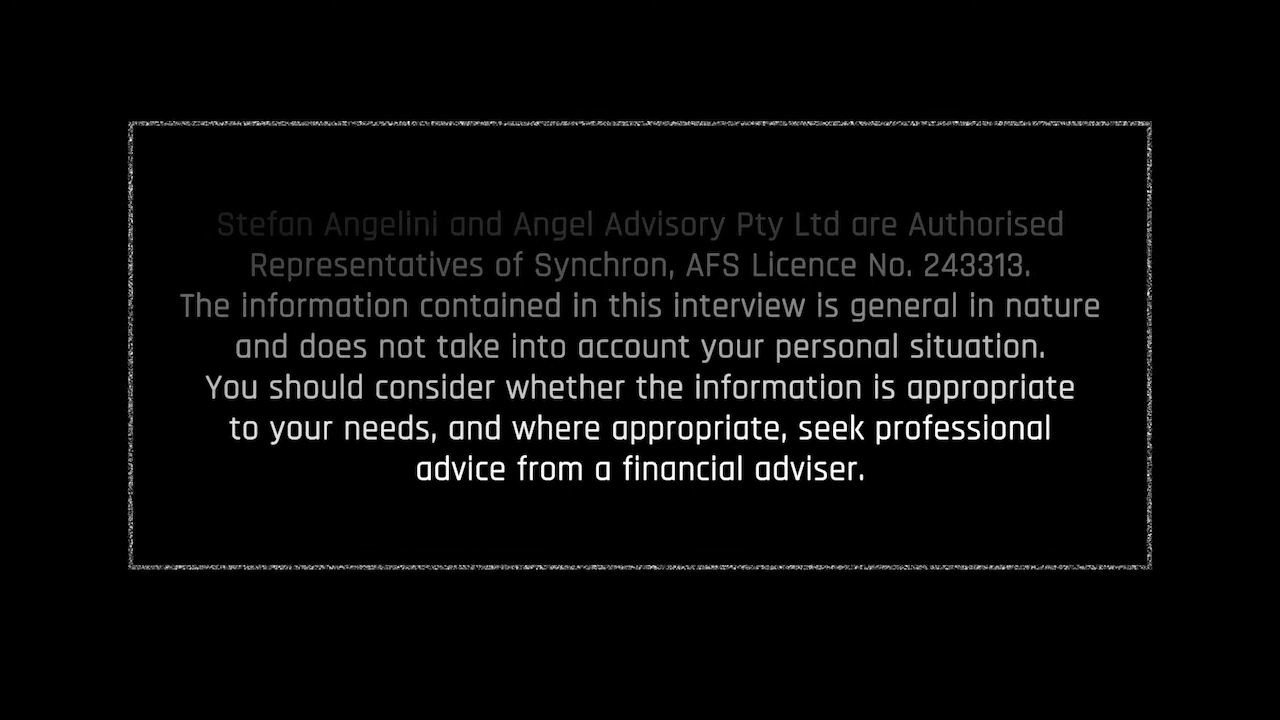 Stefan Angelini and Angel Advisory Pty Ltd are Authorised
Representatives of Synchron, AFS Licence No. 243313.
The information contained in this interview is general in nature
and does not take into account your personal situation.
You should consider whether the information is appropriate
to your needs, and where appropriate, seek professional
advice from a financial adviser.